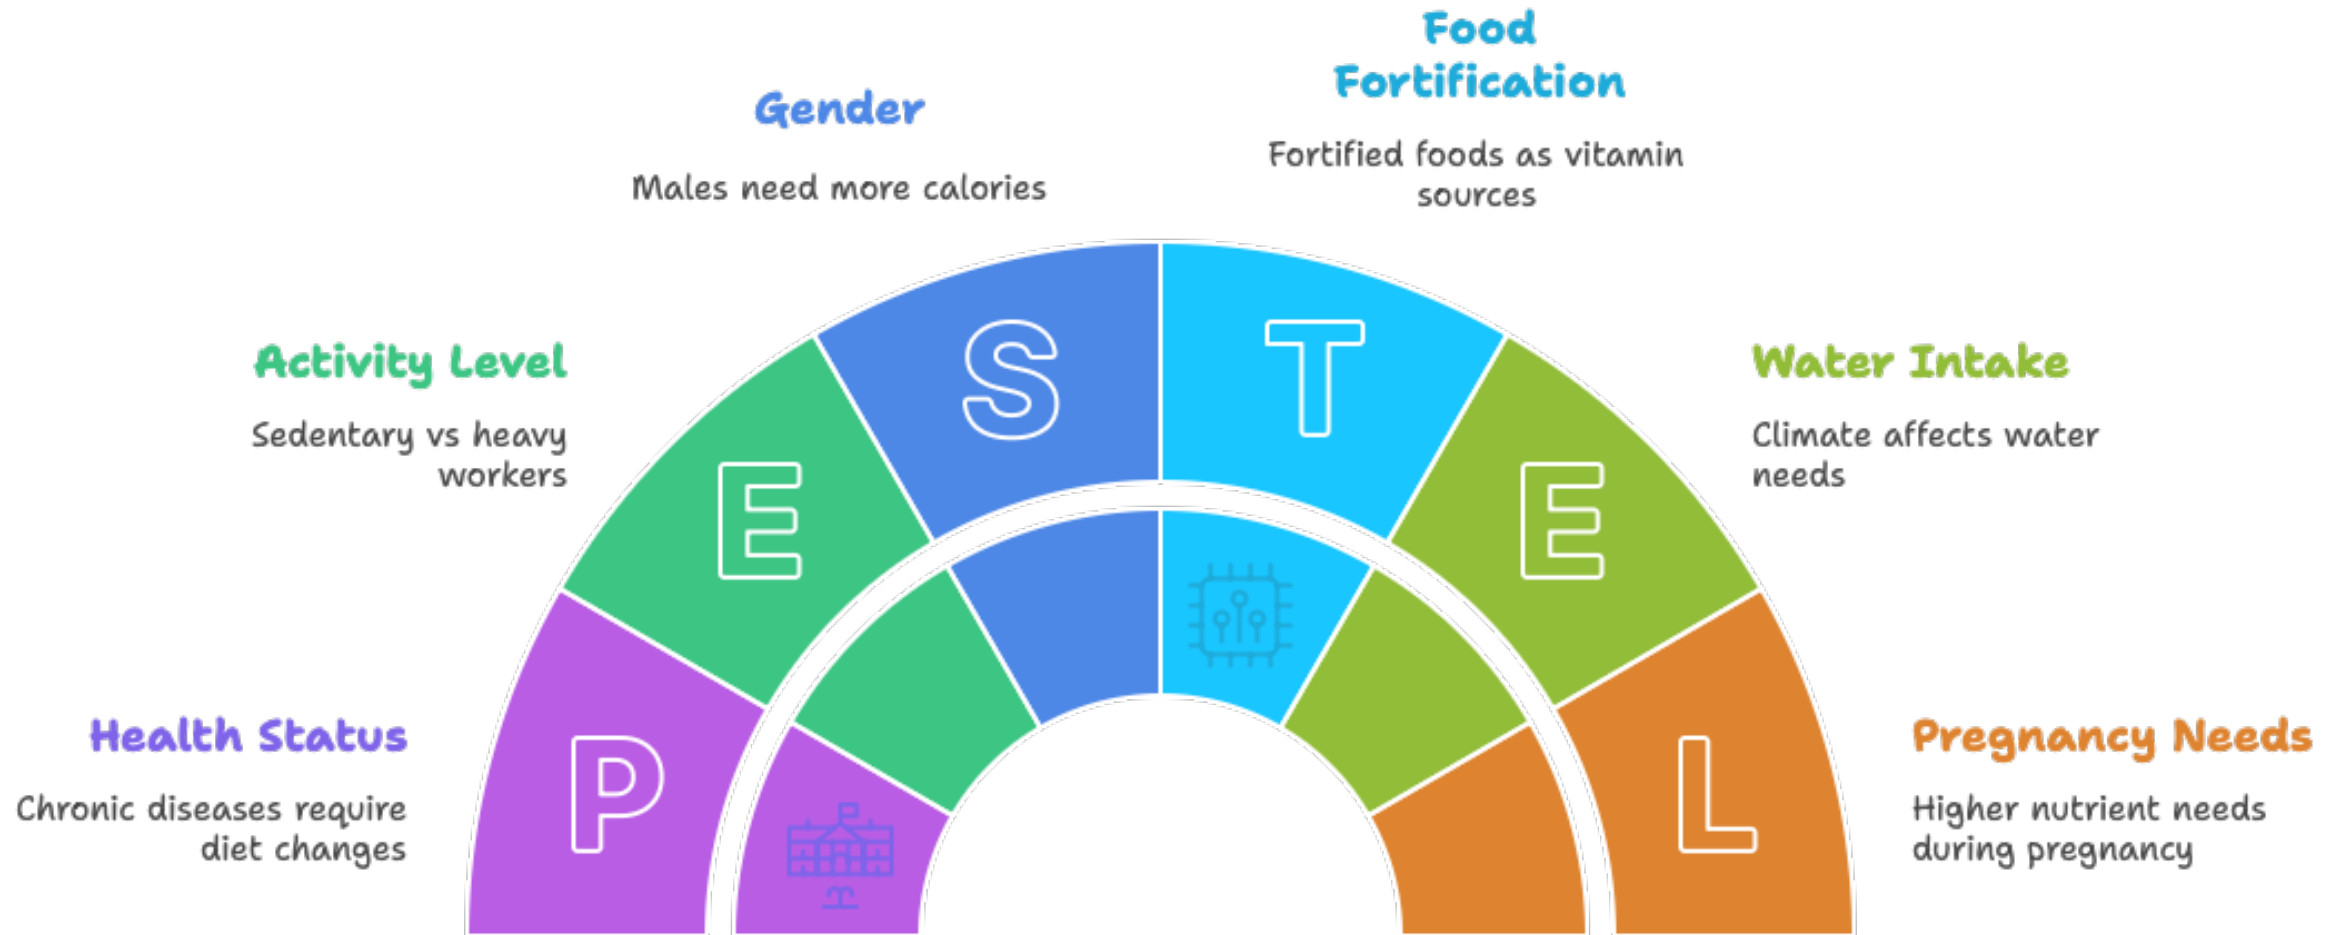 Food
Fortification
Fortified foods as vitamin
sources
Gender
Males need more calories
Activity Level
Sedentary vs heavy
workers
Water Intake
Climate affects water
needs
Health Status
Chronic diseases require
diet changes
Pregnancy Needs
Higher nutrient needs
during pregnancy
P
E
S
T
E
L